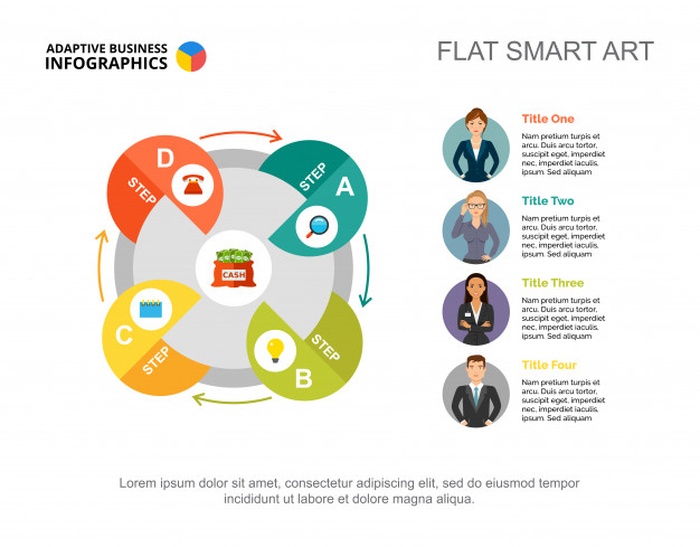 ADAPTIVE BUSINESS
INFOGRAPHICS
FLAT SMART ART
D
STEP
STEP
A
CASH
C
STEP
STEP
B
Title One
Nam pretium turpis et
arcu. Duis arcu tortor,
suscipit eget, imperdiet
nec, imperdiet iaculis,
ipsum. Sed aliquam
Title Two
Nam pretium turpis et
arcu. Duis arcu tortor,
suscipit eget, imperdiet
nec, imperdiet iaculis,
ipsum. Sed aliquam
Title Three
Nam pretium turpis et
arcu. Duis arcu tortor,
suscipit eget, imperdiet
nec, imperdiet iaculis,
ipsum. Sed aliquam
Title Four
Nam pretium turpis et
arcu. Duis arcu tortor,
suscipit eget, imperdiet
nec, imperdiet iaculis,
ipsum. Sed aliquam
Lorem ipsum dolor sit amet, consectetur adipiscing elit, sed do eiusmod tempor
incididunt ut labore et dolore magna aliqua.